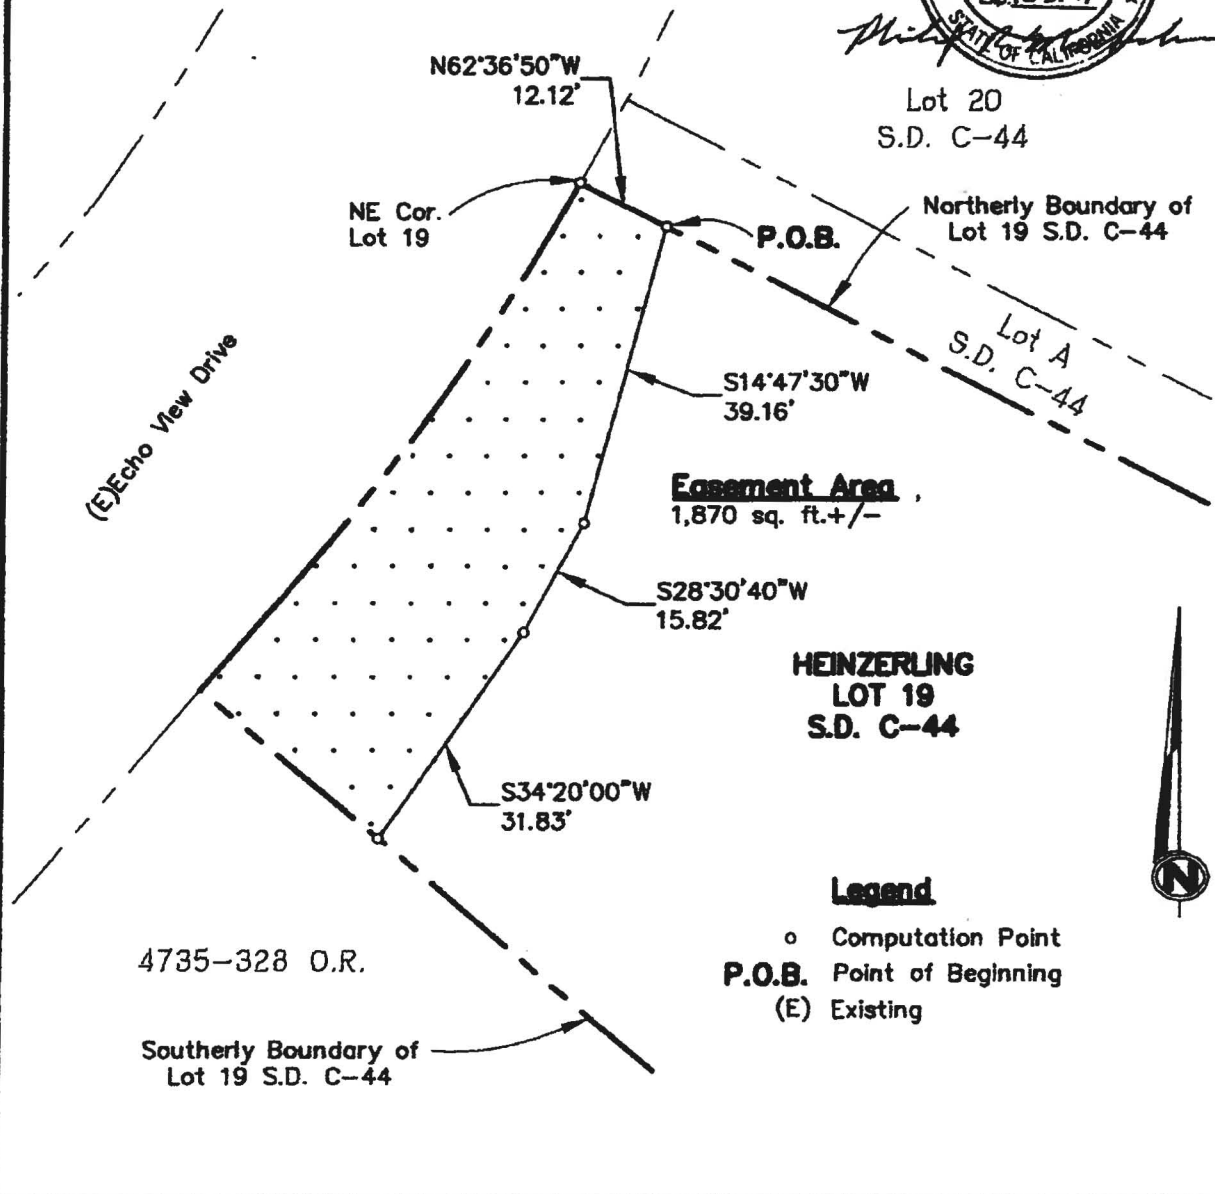 STATE OF CALIFORNIA
N62°36'50"W
12.12'
Lot 20
S.D. C-44
NE Cor.
Lot 19
P.O.B.
Northerly Boundary of
Lot 19 S.D. C-44
Lot A
S.D. C-44
(E)Echo View Drive
S14°47'30"W
39.16'
Easement Area
1,870 sq. ft.+/-
S28°30'40"W
15.82'
HEINZERLING
LOT 19
S.D. C-44
S34°20'00"W
31.83'
N
Legend
o Computation Point
P.O.B. Point of Beginning
(E) Existing
4735-328 O.R.
Southerly Boundary of
Lot 19 S.D. C-44